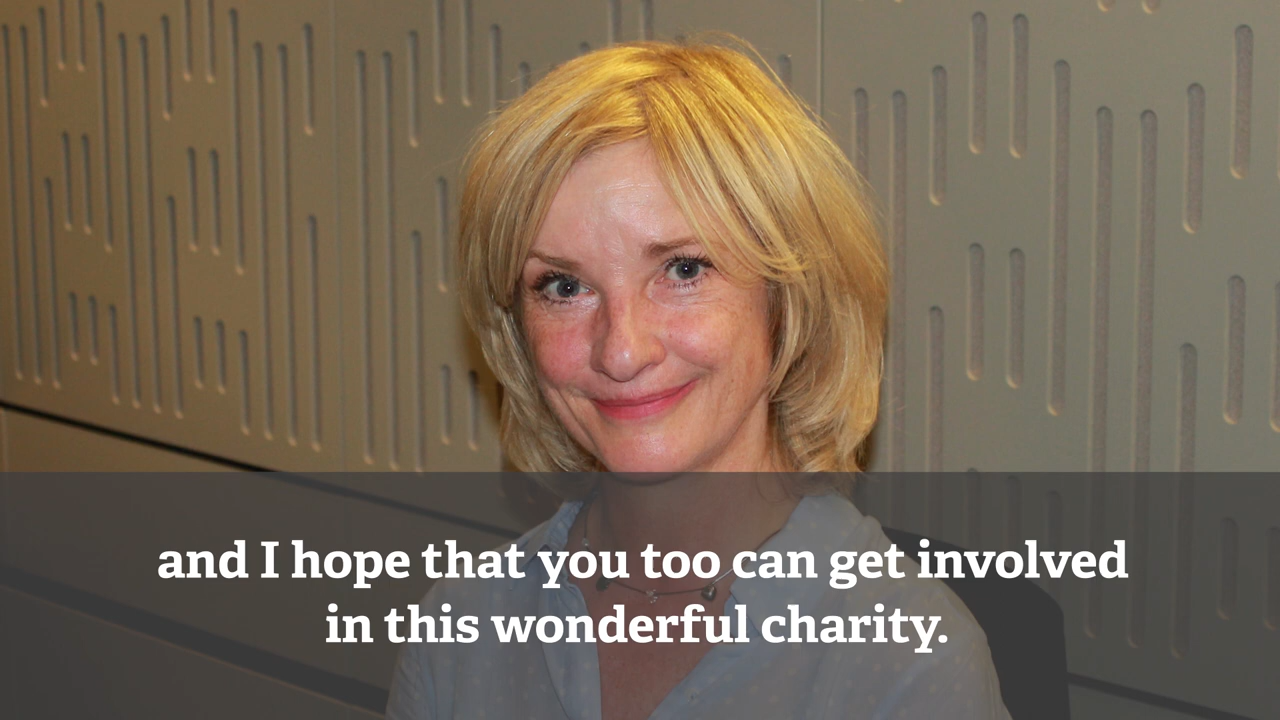 and I hope that you too can get involved
in this wonderful charity.